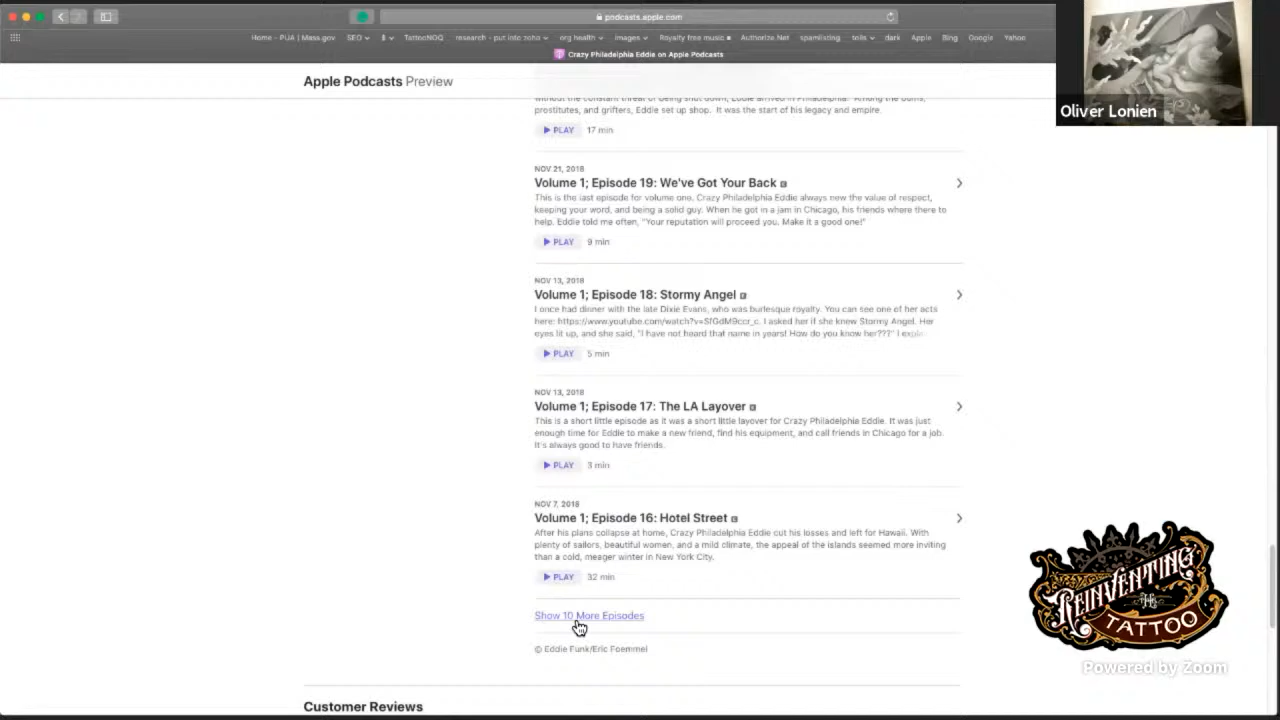 podcasts.apple.com
Home - PUA | Mass.gov SEO TattooNOQ research - put into zoho org health images Royalty free music Authorize.Net spamlisting tells dark Apple Bing Google Yahoo
Crazy Philadelphia Eddie on Apple Podcasts
Apple Podcasts Preview
Oliver Lonien
without the constant threat of being shut down, Eddie arrived in Philadelphia. Among the bums,
prostitutes, and grifters, Eddie set up shop. It was the start of his legacy and empire.
PLAY 17 min
NOV 21, 2018
Volume 1; Episode 19: We've Got Your Back
This is the last episode for volume one. Crazy Philadelphia Eddie always new the value of respect,
keeping your word, and being a solid guy. When he got in a jam in Chicago, his friends where there to
help. Eddie told me often, "Your reputation will proceed you. Make it a good one!"
PLAY 9 min
NOV 13, 2018
Volume 1; Episode 18: Stormy Angel
I once had dinner with the late Dixie Evans, who was burlesque royalty. You can see one of her acts
here: https://www.youtube.com/watch?v=SfGdM9ccr_c. I asked her if she knew Stormy Angel. Her
eyes lit up, and she said, "I have not heard that name in years! How do you know her???" I expla
PLAY 5 min
NOV 13, 2018
Volume 1; Episode 17: The LA Layover
This is a short little episode as it was a short little layover for Crazy Philadelphia Eddie. It was just
enough time for Eddie to make a new friend, find his equipment, and call friends in Chicago for a job.
It's always good to have friends.
PLAY 3 min
NOV 7, 2018
Volume 1; Episode 16: Hotel Street
After his plans collapse at home, Crazy Philadelphia Eddie cut his losses and left for Hawaii. With
plenty of sailors, beautiful women, and a mild climate, the appeal of the islands seemed more inviting
than a cold, meager winter in New York City.
PLAY 32 min
Show 10 More Episodes
© Eddie Funk/Eric Foemmel
Customer Reviews
REINVENTING
THE
TATTOO
Powered by Zoom